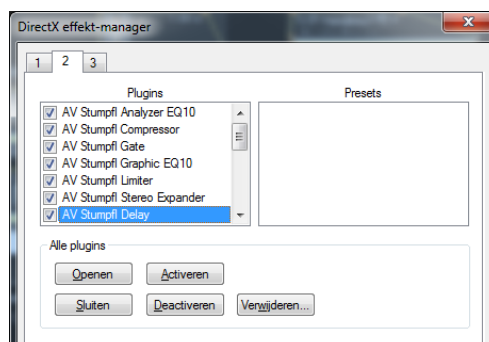 DirectX effekt-manager
1 2 3
Plugins Presets
AV Stumpfl Analyzer EQ10
AV Stumpfl Compressor
AV Stumpfl Gate
AV Stumpfl Graphic EQ10
AV Stumpfl Limiter
AV Stumpfl Stereo Expander
AV Stumpfl Delay
Alle plugins
Openen Activeren
Sluiten Deactiveren Verwijderen...